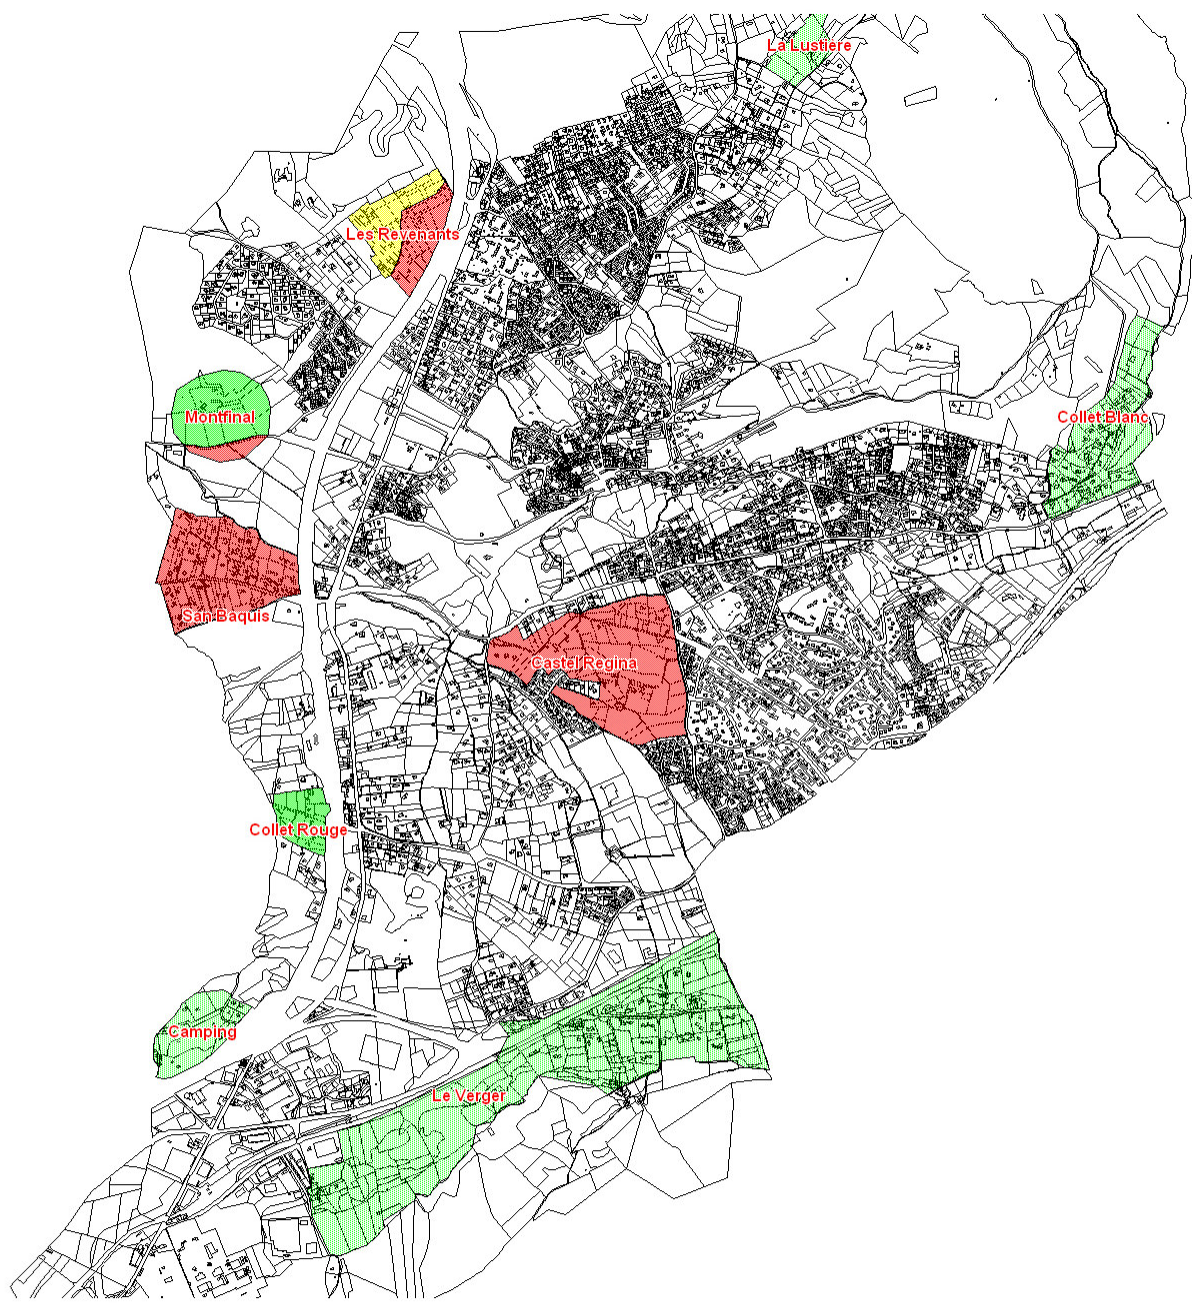 La Lustière
Les Revenants
Montfinal
Collet Blanc
San Baquis
Castel Regina
Collet Rouge
Camping
Le Verger